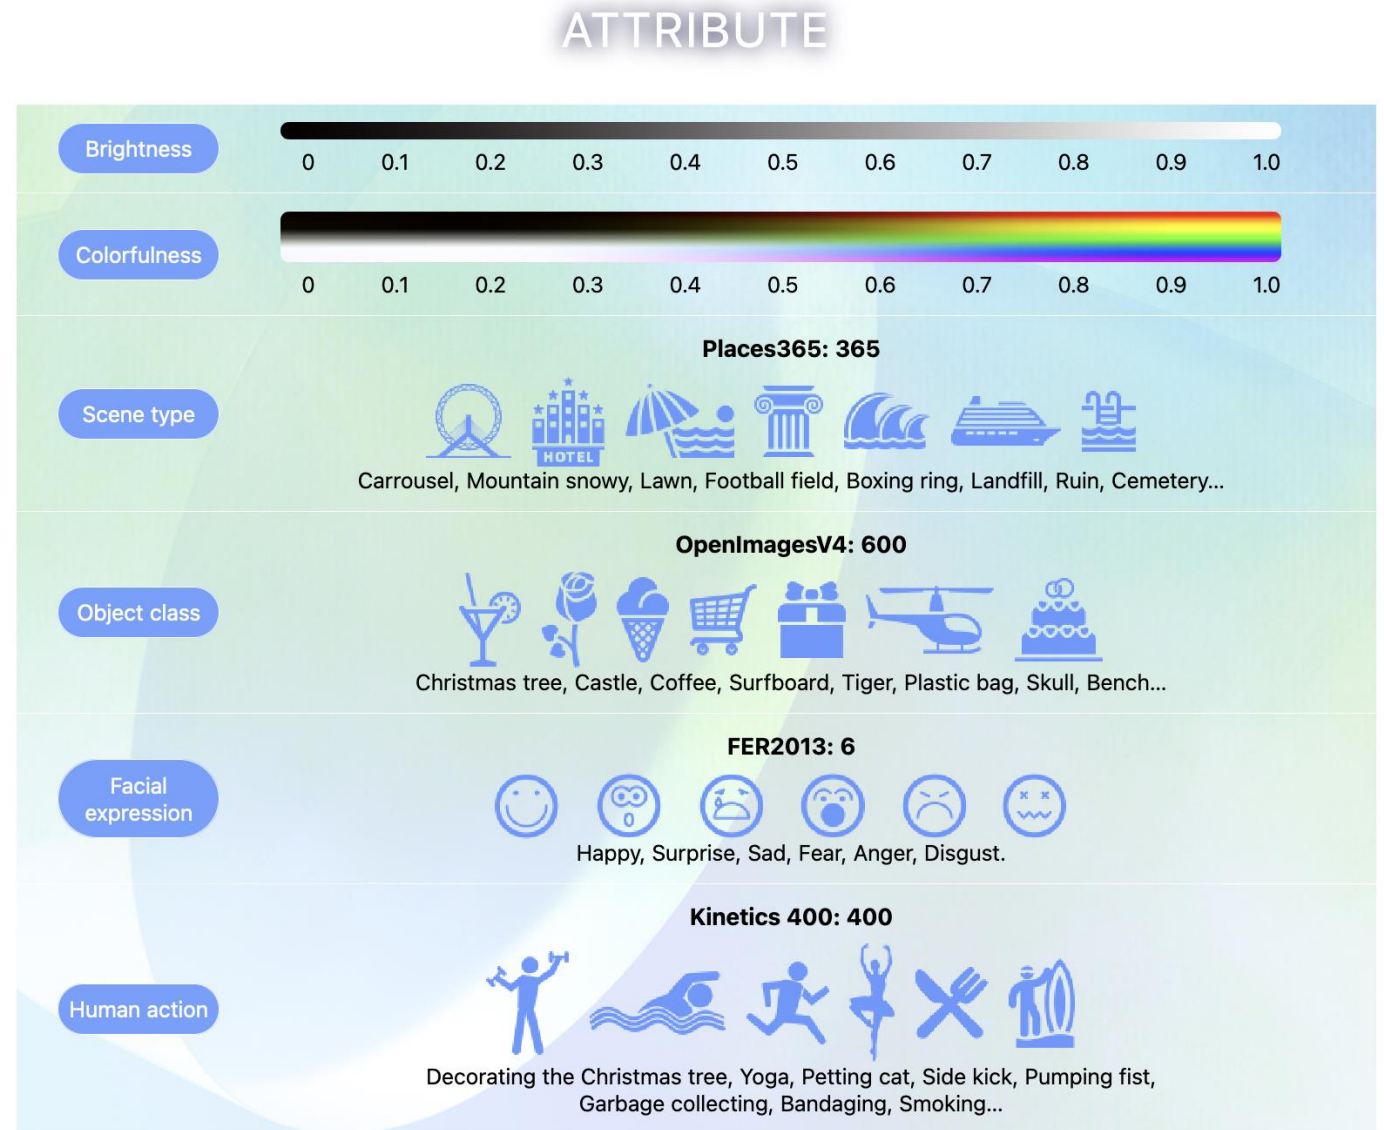 ATTRIBUTE
Brightness
0 0.1 0.2 0.3 0.4 0.5 0.6 0.7 0.8 0.9 1.0
Colorfulness
0 0.1 0.2 0.3 0.4 0.5 0.6 0.7 0.8 0.9 1.0
Places365: 365
Scene type
HOTEL
Carrousel, Mountain snowy, Lawn, Football field, Boxing ring, Landfill, Ruin, Cemetery...
OpenImagesV4: 600
Object class
Christmas tree, Castle, Coffee, Surfboard, Tiger, Plastic bag, Skull, Bench...
FER2013: 6
Facial
expression
Happy, Surprise, Sad, Fear, Anger, Disgust.
Kinetics 400: 400
Human action
Decorating the Christmas tree, Yoga, Petting cat, Side kick, Pumping fist,
Garbage collecting, Bandaging, Smoking...